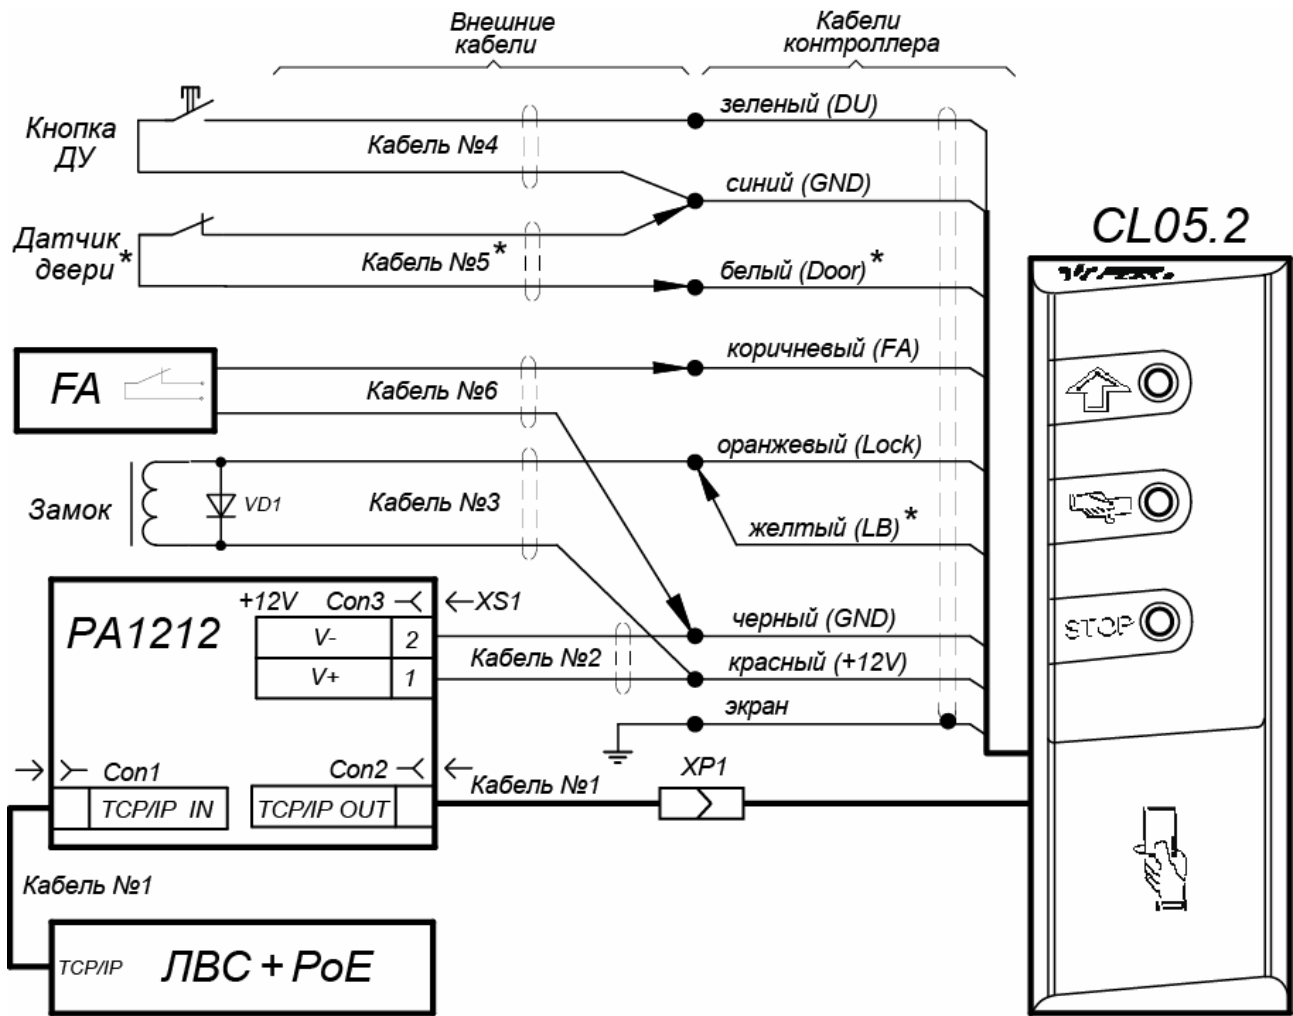 Внешние
кабели
Кабели
контроллера
зеленый (DU)
Кнопка
ДУ
Кабель №4
синий (GND)
CL05.2
Датчик
двери*
Кабель №5*
белый (Door)*
коричневый (FA)
FA
Кабель №6
оранжевый (Lock)
Замок
VD1
Кабель №3
желтый (LB)*
+12V Con3
XS1
PA1212
V- 2
черный (GND)
STOP
Кабель №2
V+ 1
красный (+12V)
экран
Con1
Con2
Кабель №1
XP1
TCP/IP IN
TCP/IP OUT
Кабель №1
TCP/IP
ЛВС + PoE